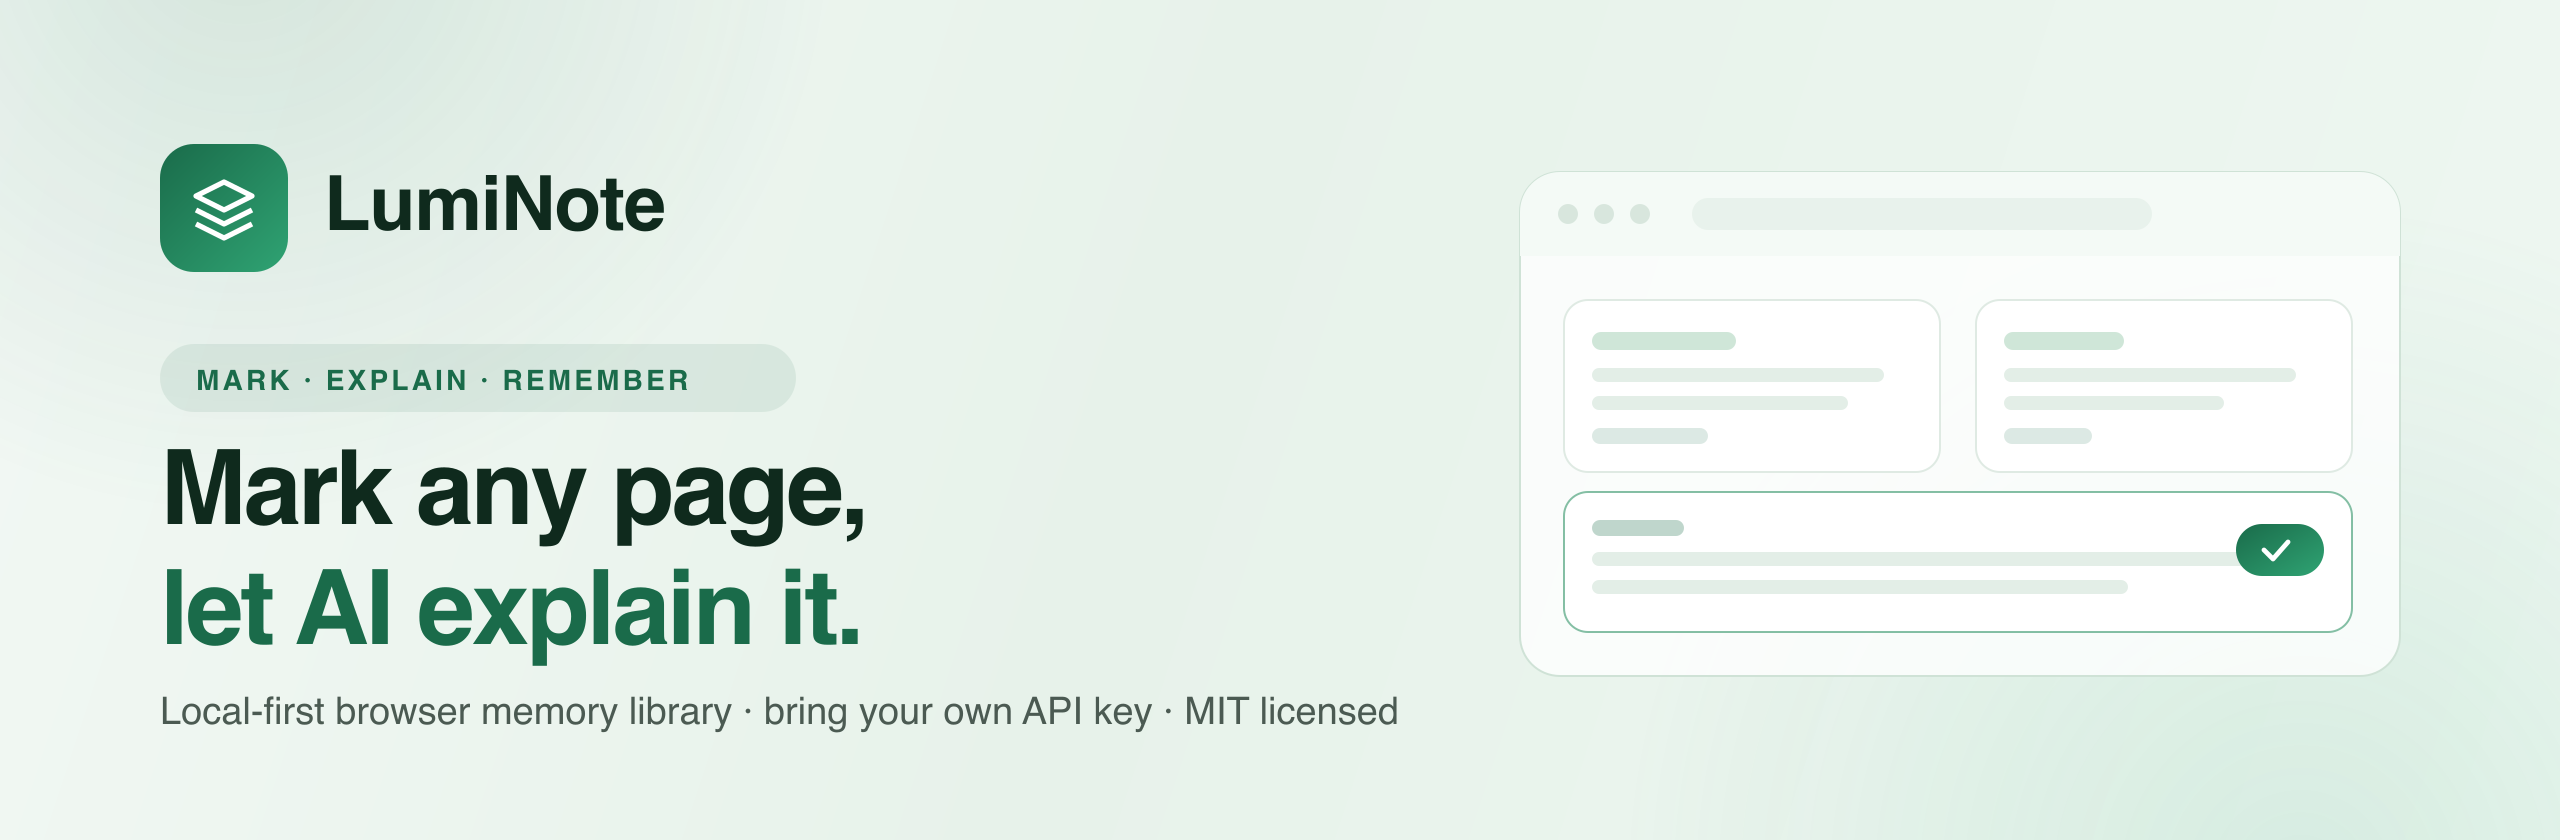 LumiNote
MARK · EXPLAIN · REMEMBER
Mark any page,
let AI explain it.
Local-first browser memory library · bring your own API key · MIT licensed